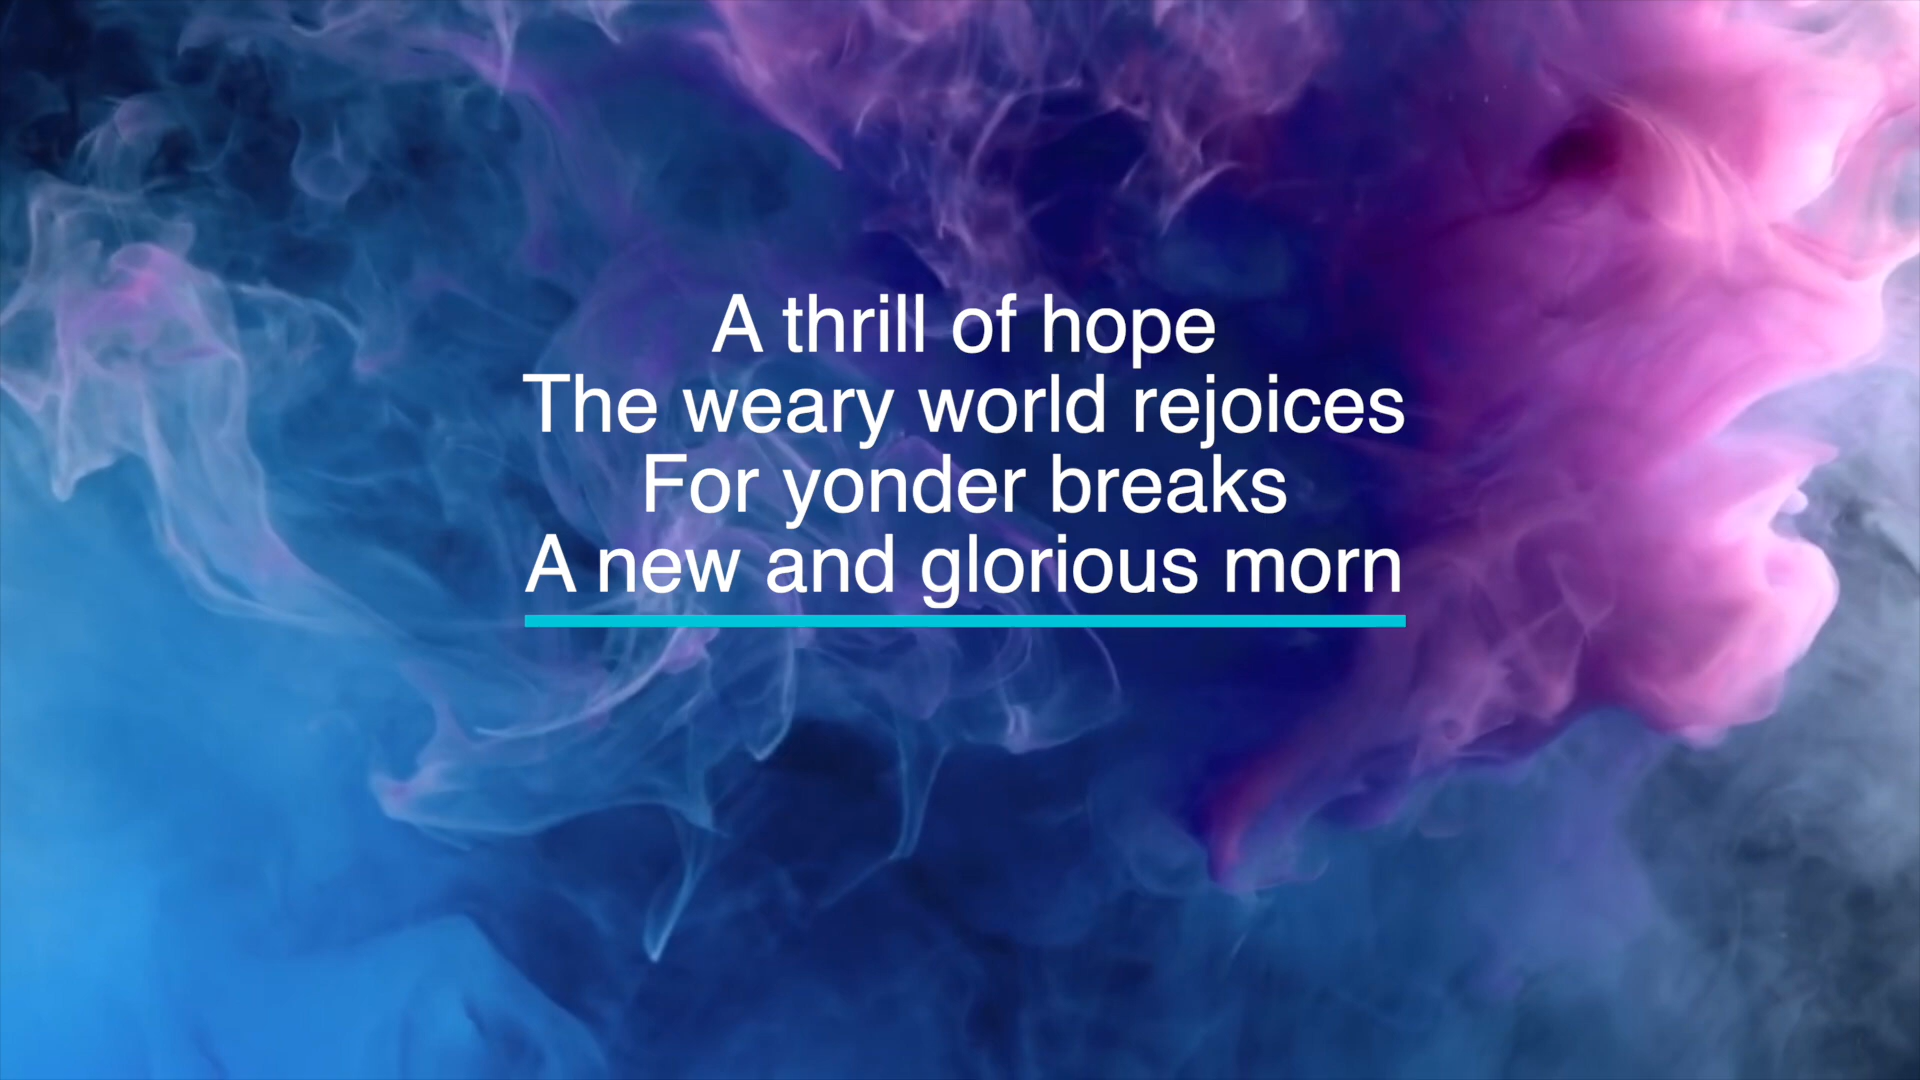 A thrill of hope
The weary world rejoices
For yonder breaks
A new and glorious morn